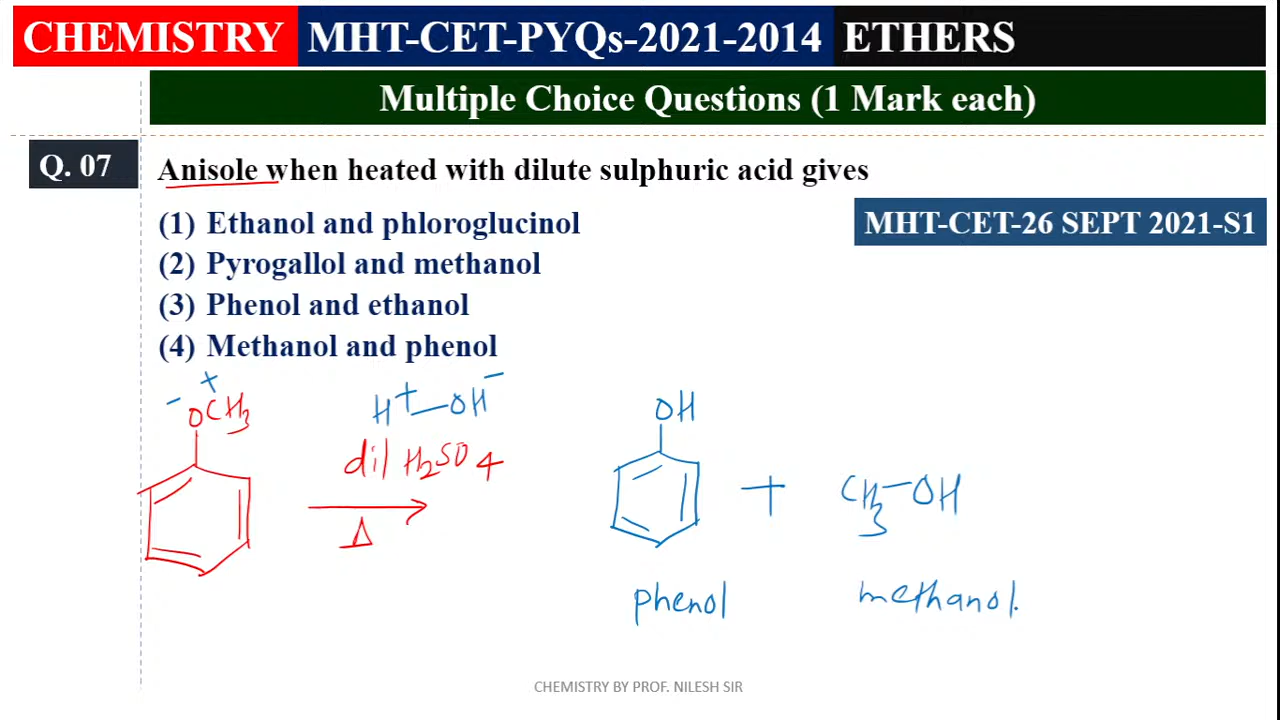 CHEMISTRY MHT-CET-PYQs-2021-2014 ETHERS
Multiple Choice Questions (1 Mark each)
Q. 07 Anisole when heated with dilute sulphuric acid gives
(1) Ethanol and phloroglucinol
MHT-CET-26 SEPT 2021-S1
(2) Pyrogallol and methanol
(3) Phenol and ethanol
(4) Methanol and phenol
- +
OCH3
H+—OH-
dil H2SO4
Δ
OH
+ CH3-OH
phenol methanol.
CHEMISTRY BY PROF. NILESH SIR